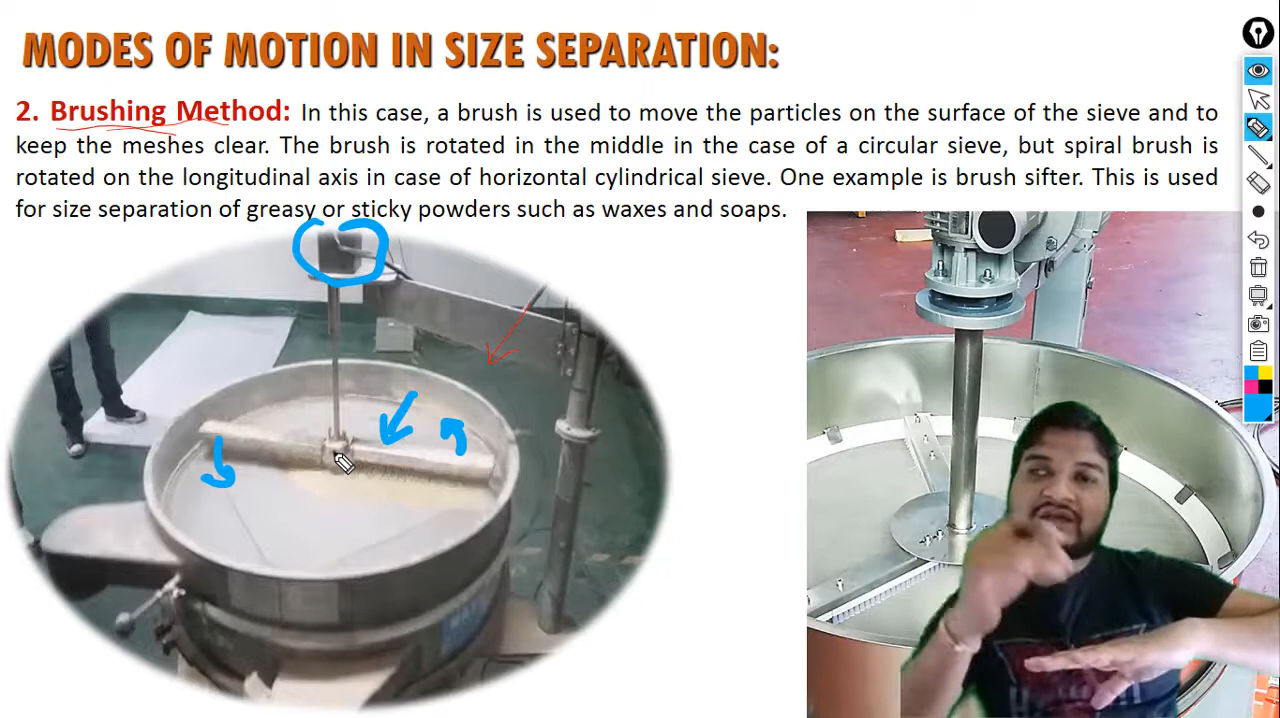 MODES OF MOTION IN SIZE SEPARATION:
2. Brushing Method: In this case, a brush is used to move the particles on the surface of the sieve and to
keep the meshes clear. The brush is rotated in the middle in the case of a circular sieve, but spiral brush is
rotated on the longitudinal axis in case of horizontal cylindrical sieve. One example is brush sifter. This is used
for size separation of greasy or sticky powders such as waxes and soaps.